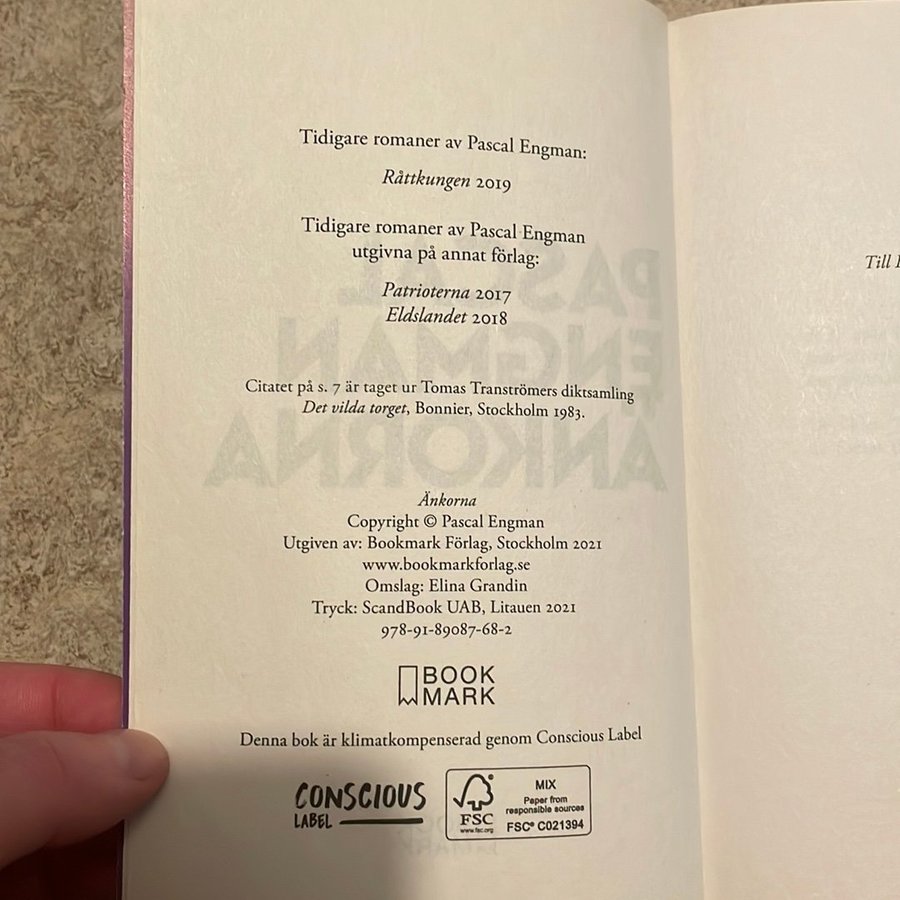 Tidigare romaner av Pascal Engman:
Råttkungen 2019
Tidigare romaner av Pascal Engman
utgivna på annat förlag:
Patrioterna 2017
Eldslandet 2018
Citatet på s. 7 är taget ur Tomas Tranströmers diktsamling
Det vilda torget, Bonnier, Stockholm 1983.
Änkorna
Copyright © Pascal Engman
Utgiven av: Bookmark Förlag, Stockholm 2021
www.bookmarkforlag.se
Omslag: Elina Grandin
Tryck: ScandBook UAB, Litauen 2021
978-91-89087-68-2
BOOK
MARK
Denna bok är klimatkompenserad genom Conscious Label
CONSCIOUS
LABEL
FSC
www.fsc.org
MIX
Paper from
responsible sources
FSC® C021394
PASCAL
ENGMAN
ÄNKORNA
Till